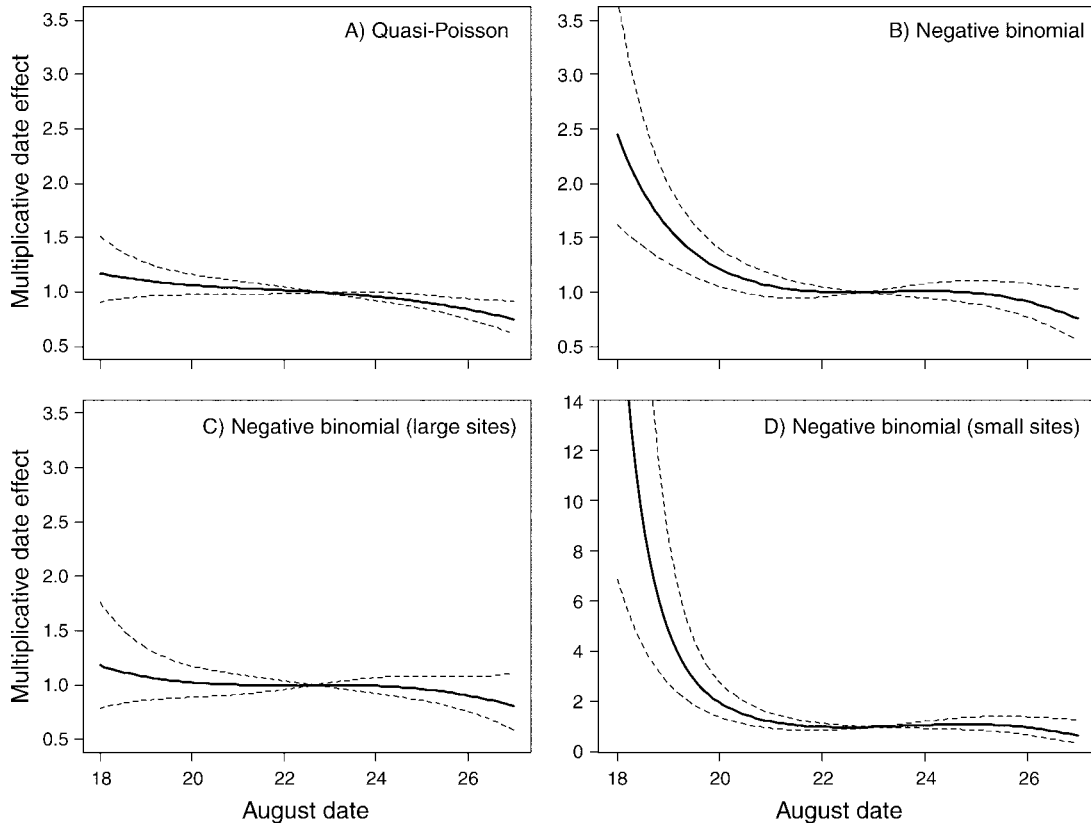 A) Quasi-Poisson
Multiplicative date effect
3.5
3.0
2.5
2.0
1.5
1.0
0.5
B) Negative binomial
3.5
3.0
2.5
2.0
1.5
1.0
0.5
C) Negative binomial (large sites)
Multiplicative date effect
3.5
3.0
2.5
2.0
1.5
1.0
0.5
18 20 22 24 26
August date
D) Negative binomial (small sites)
14
12
10
8
6
4
2
0
18 20 22 24 26
August date